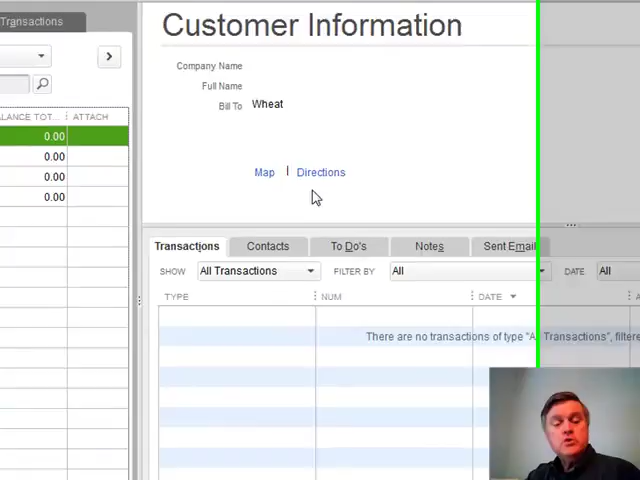 Transactions
Customer Information
Company Name
Full Name
Bill To Wheat
ALANCE TOT... ATTACH
0.00
0.00
0.00
0.00
Map | Directions
Transactions Contacts To Do's Notes Sent Email
SHOW All Transactions FILTER BY All DATE All
TYPE NUM DATE A
There are no transactions of type "All Transactions", filtere